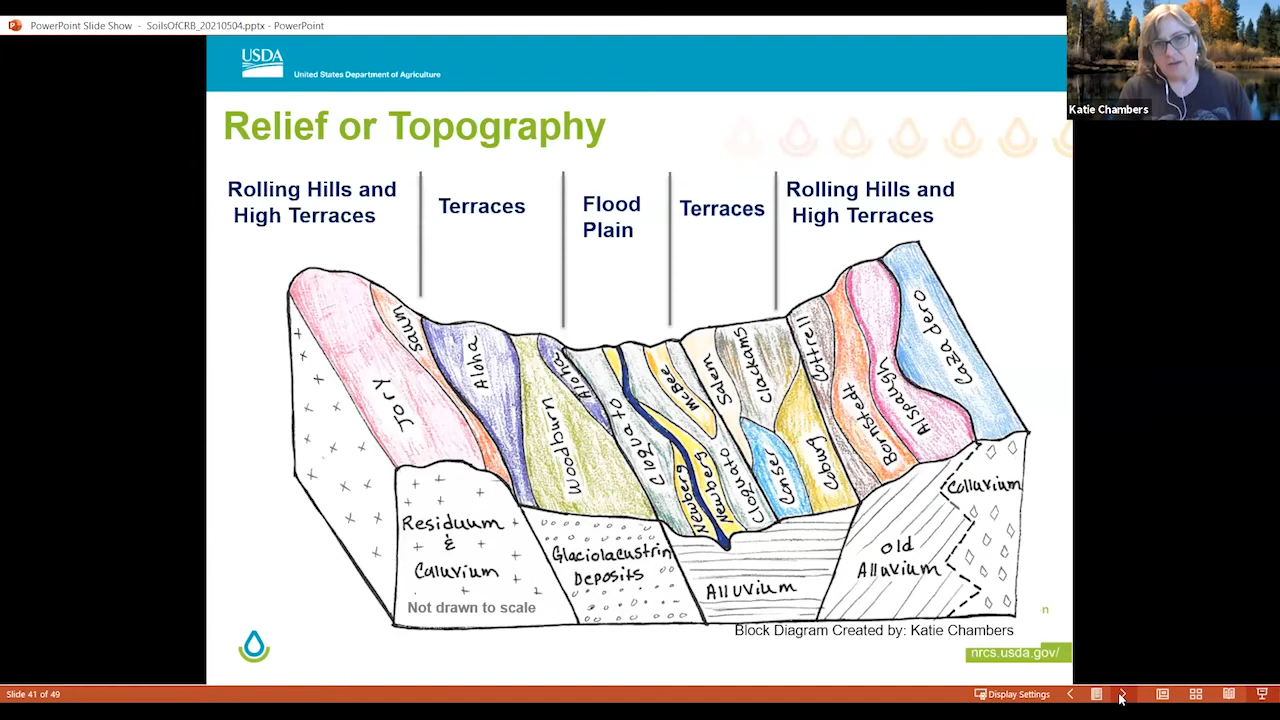 PowerPoint Slide Show - SoilsOfCRB_20210504.pptx - PowerPoint
Katie Chambers
USDA
United States Department of Agriculture
Relief or Topography
Rolling Hills and
High Terraces
Terraces
Flood
Plain
Terraces
Rolling Hills and
High Terraces
Jory
Saum
Aloha
Woodburn
Aloha
Cloquato
McBee
Newberg
Newberg
Cloquato
Salem
Clackams
Conser
Coburg
Cottrell
Bornstedt
Alspaugh
Cazadero
Residuum
&
Caluvium
Glaciolacustrin
Deposits
Alluvium
Old
Alluvium
Colluvium
Not drawn to scale
n
Block Diagram Created by: Katie Chambers
nrcs.usda.gov/
Slide 41 of 49
Display Settings